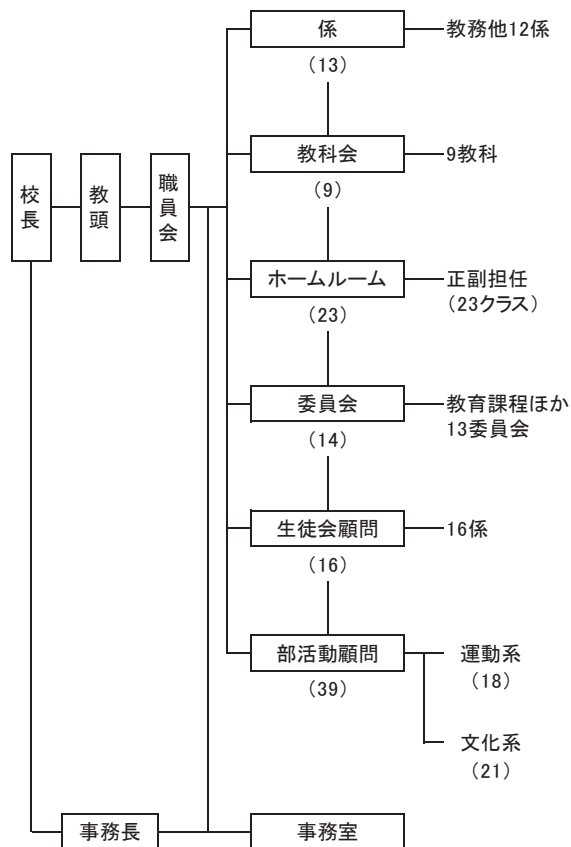 係
教務他12係
（13）
教科会
9教科
（9）
校長
教頭
職員会
ホームルーム
正副担任
（23クラス）
（23）
委員会
教育課程ほか
13委員会
（14）
生徒会顧問
16係
（16）
部活動顧問
運動系
（18）
（39）
文化系
（21）
事務長
事務室